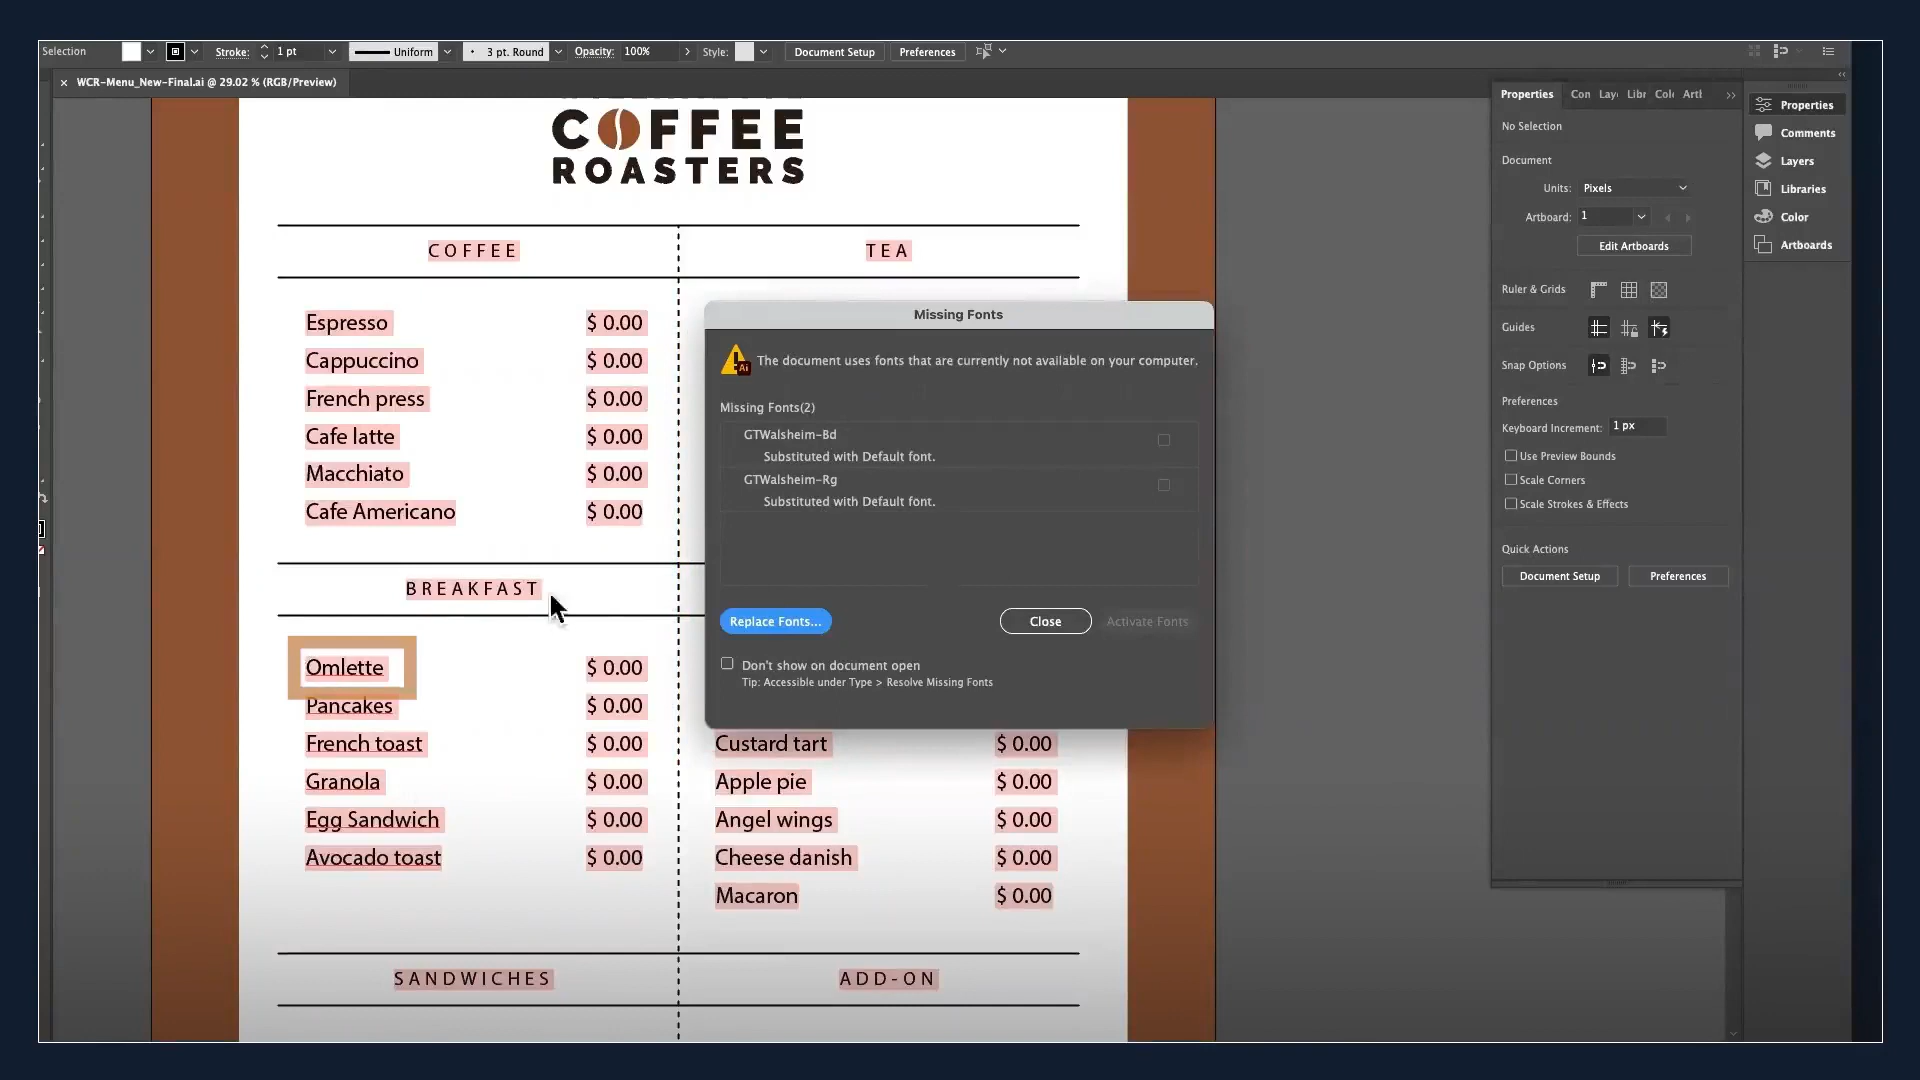 Selection
Stroke:
1 pt
Uniform
3 pt. Round
Opacity:
100%
Style:
Document Setup
Preferences
× WCR-Menu_New-Final.ai @ 29.02 % (RGB/Preview)
COFFEE
ROASTERS
COFFEE
TEA
Espresso $ 0.00
Cappuccino $ 0.00
French press $ 0.00
Cafe latte $ 0.00
Macchiato $ 0.00
Cafe Americano $ 0.00
BREAKFAST
Omlette $ 0.00
Pancakes $ 0.00
French toast $ 0.00
Granola $ 0.00
Egg Sandwich $ 0.00
Avocado toast $ 0.00
Custard tart $ 0.00
Apple pie $ 0.00
Angel wings $ 0.00
Cheese danish $ 0.00
Macaron $ 0.00
SANDWICHES
ADD-ON
Missing Fonts
Ai
The document uses fonts that are currently not available on your computer.
Missing Fonts(2)
GTWalsheim-Bd
Substituted with Default font.
GTWalsheim-Rg
Substituted with Default font.
Replace Fonts...
Close
Activate Fonts
Don't show on document open
Tip: Accessible under Type > Resolve Missing Fonts
Properties Con Laye Libr Colo Artb
No Selection
Document
Units: Pixels
Artboard: 1
Edit Artboards
Ruler & Grids
Guides
Snap Options
Preferences
Keyboard Increment: 1 px
Use Preview Bounds
Scale Corners
Scale Strokes & Effects
Quick Actions
Document Setup
Preferences
Properties
Comments
Layers
Libraries
Color
Artboards